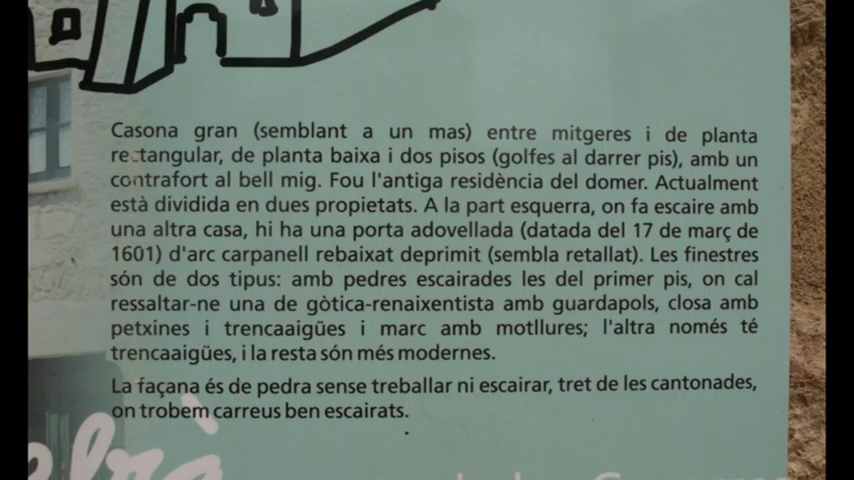 Casona gran (semblant a un mas) entre mitgeres i de planta
rectangular, de planta baixa i dos pisos (golfes al darrer pis), amb un
contrafort al bell mig. Fou l'antiga residència del domer. Actualment
està dividida en dues propietats. A la part esquerra, on fa escaire amb
una altra casa, hi ha una porta adovellada (datada del 17 de març de
1601) d'arc carpanell rebaixat deprimit (sembla retallat). Les finestres
són de dos tipus: amb pedres escairades les del primer pis, on cal
ressaltar-ne una de gòtica-renaixentista amb guardapols, closa amb
petxines i trencaaigües i marc amb motllures; l'altra només té
trencaaigües, i la resta són més modernes.
La façana és de pedra sense treballar ni escairar, tret de les cantonades,
on trobem carreus ben escairats.